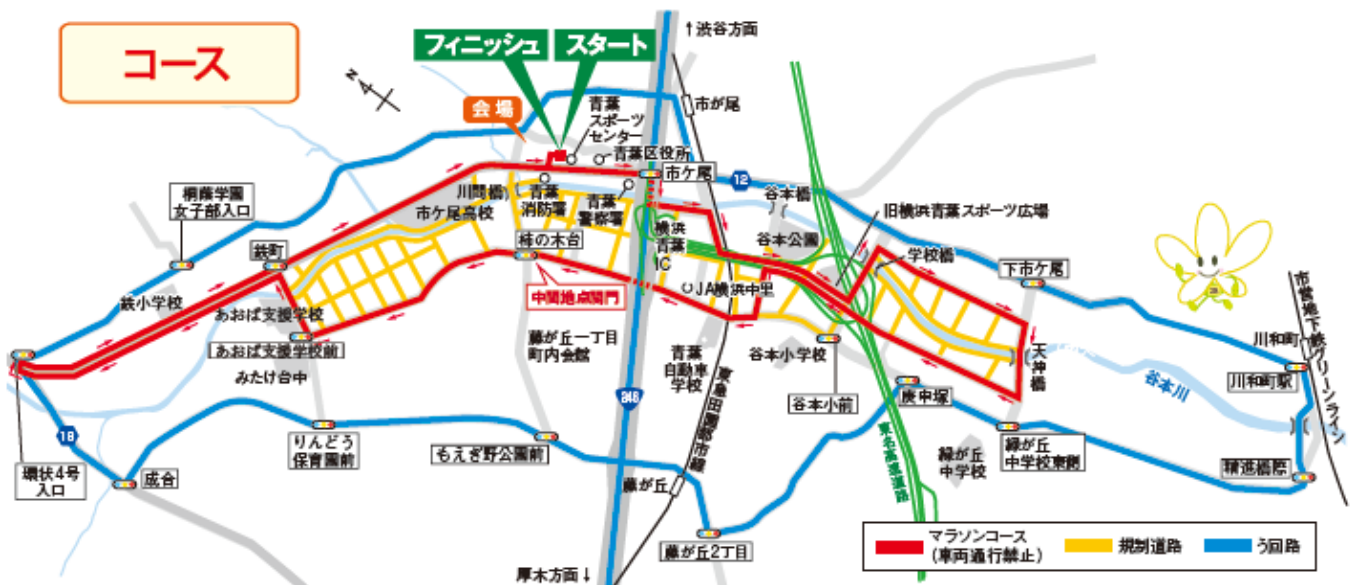 コース
フィニッシュ
スタート
↑渋谷方面
N
会場
青葉
スポーツ
センター
市が尾
青葉区役所
市ケ尾
12
谷本橋
旧横浜青葉スポーツ広場
桐蔭学園
女子部入口
川間橋
市ケ尾高校
青葉
消防署
青葉
警察署
柿の木台
横浜
青葉
IC
谷本公園
学校橋
下市ケ尾
鉄町
中間地点関門
JA横浜中里
鉄小学校
あおば支援学校
あおば支援学校前
みたけ台中
藤が丘一丁目
町内会館
青葉
自動車
学校
谷本小学校
谷本小前
天神橋
谷本川
川和町
川和町駅
市営地下鉄グリーンライン
246
東急田園都市線
庚申塚
18
環状4号
入口
成合
りんどう
保育園前
もえぎ野公園前
藤が丘
藤が丘2丁目
東名高速道路
緑が丘
中学校
緑が丘
中学校東側
精進橋際
厚木方面↓
マラソンコース
(車両通行禁止)
規制道路
う回路